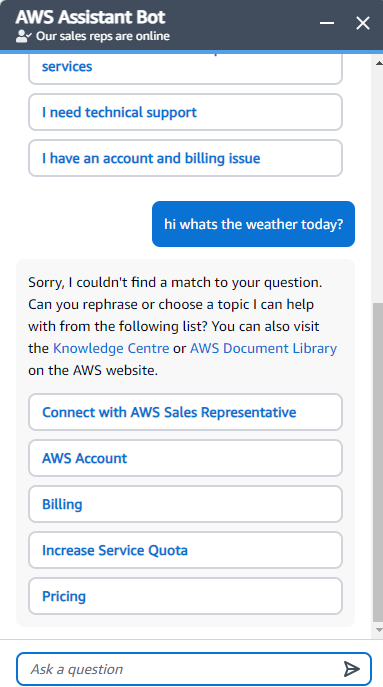 AWS Assistant Bot
Our sales reps are online
services
I need technical support
I have an account and billing issue
hi whats the weather today?
Sorry, I couldn't find a match to your question.
Can you rephrase or choose a topic I can help
with from the following list? You can also visit
the Knowledge Centre or AWS Document Library
on the AWS website.
Connect with AWS Sales Representative
AWS Account
Billing
Increase Service Quota
Pricing
Ask a question